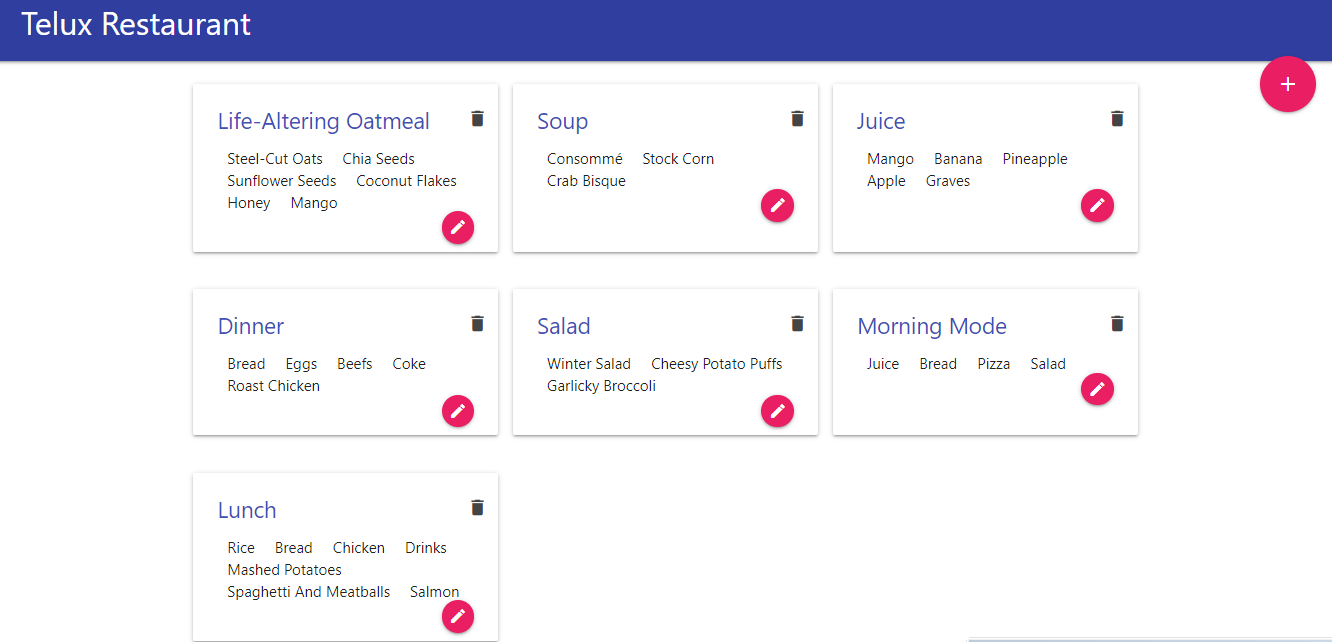 Telux Restaurant
Life-Altering Oatmeal
Steel-Cut Oats Chia Seeds
Sunflower Seeds Coconut Flakes
Honey Mango
Soup
Consommé Stock Corn
Crab Bisque
Juice
Mango Banana Pineapple
Apple Graves
Dinner
Bread Eggs Beefs Coke
Roast Chicken
Salad
Winter Salad Cheesy Potato Puffs
Garlicky Broccoli
Morning Mode
Juice Bread Pizza Salad
Lunch
Rice Bread Chicken Drinks
Mashed Potatoes
Spaghetti And Meatballs Salmon